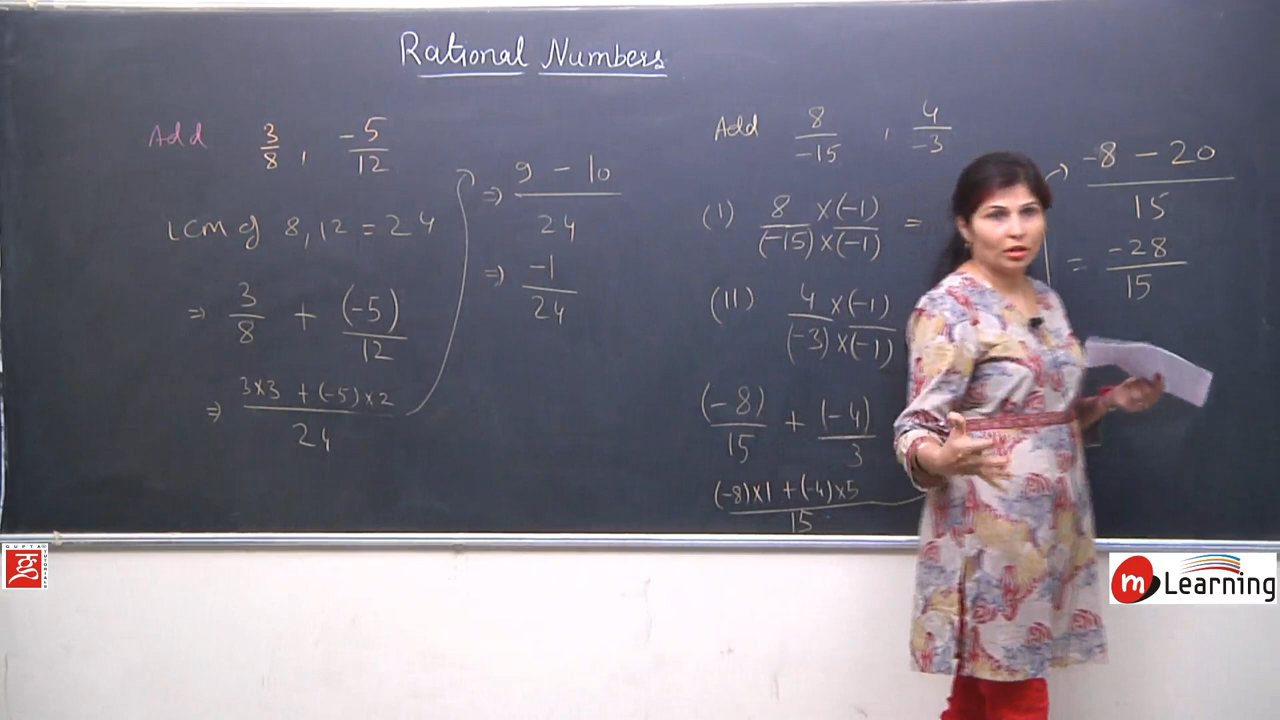 Rational Numbers
Add 3/8 , -5/12
LCM of 8, 12 = 24
⇒ 3/8 + (-5)/12
⇒ 3×3 + (-5)×2 / 24
⇒ 9 - 10 / 24
⇒ -1/24
Add 8/-15 , 4/-3
(I) 8 ×(-1) / (-15)×(-1) =
(II) 4×(-1) / (-3)×(-1)
(-8)/15 + (-4)/3
(-8)×1 + (-4)×5 / 15
-8 - 20 / 15
= -28/15
GUPTA TUTORIALS
m Learning